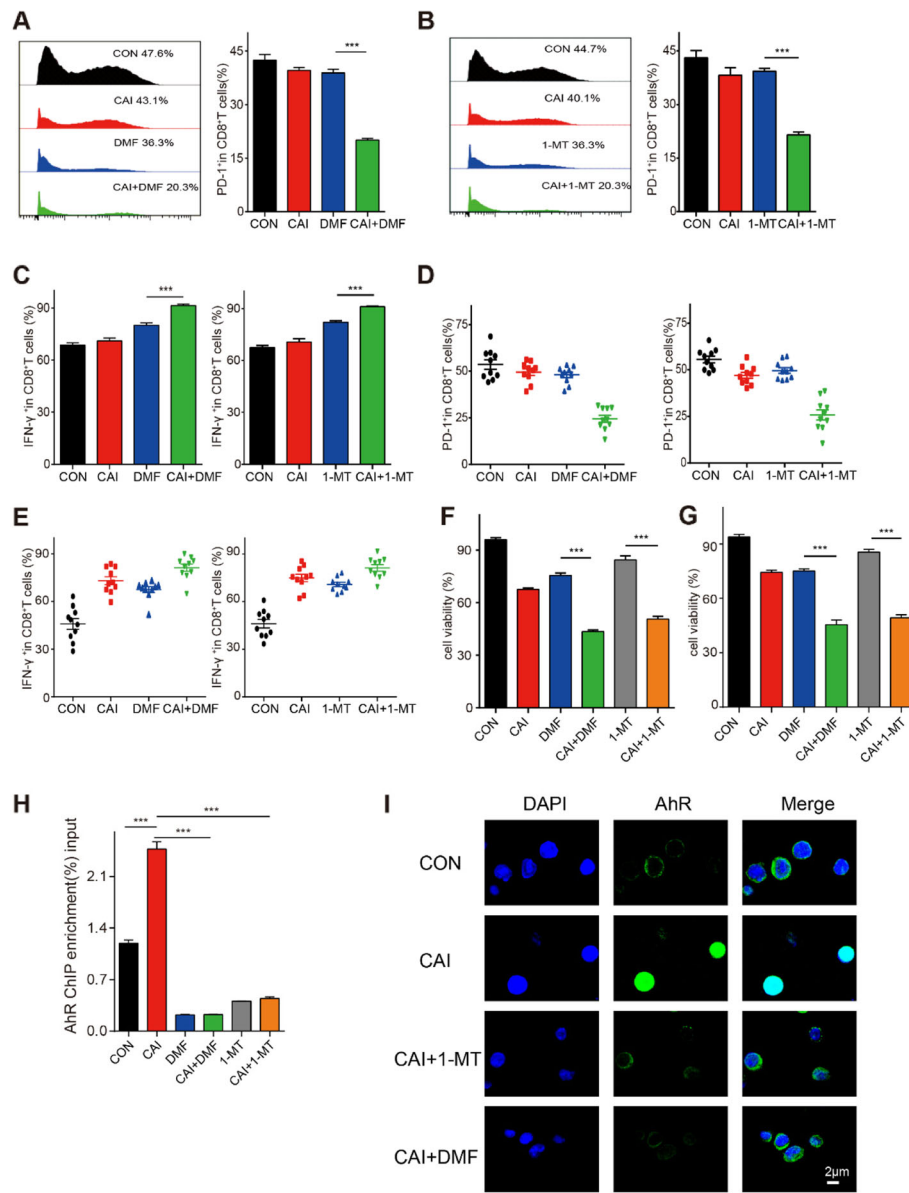 A
CON 47.6%
CAI 43.1%
DMF 36.3%
CAI+DMF 20.3%
PD-1⁺in CD8⁺T cells(%)
45
30
15
0
***
CON CAI DMF CAI+DMF
B
CON 44.7%
CAI 40.1%
1-MT 36.3%
CAI+1-MT 20.3%
PD-1⁺in CD8⁺T cells(%)
45
30
15
0
***
CON CAI 1-MT CAI+1-MT
C
IFN-γ ⁺in CD8⁺T cells (%)
90
60
30
0
***
CON CAI DMF CAI+DMF
IFN-γ ⁺in CD8⁺T cells (%)
90
60
30
0
***
CON CAI 1-MT CAI+1-MT
D
PD-1⁺in CD8⁺T cells(%)
75
50
25
0
CON CAI DMF CAI+DMF
PD-1⁺in CD8⁺T cells(%)
75
50
25
0
CON CAI 1-MT CAI+1-MT
E
IFN-γ ⁺in CD8⁺T cells (%)
90
60
30
0
CON CAI DMF CAI+DMF
IFN-γ ⁺in CD8⁺T cells (%)
90
60
30
0
CON CAI 1-MT CAI+1-MT
F
cell viability (%)
90
60
30
0
***
***
CON CAI DMF CAI+DMF 1-MT CAI+1-MT
G
cell viability (%)
90
60
30
0
***
***
CON CAI DMF CAI+DMF 1-MT CAI+1-MT
H
AhR ChIP enrichment(%) input
2.1
1.4
0.7
0.0
***
***
***
CON CAI DMF CAI+DMF 1-MT CAI+1-MT
I
DAPI AhR Merge
CON
CAI
CAI+1-MT
CAI+DMF
2μm